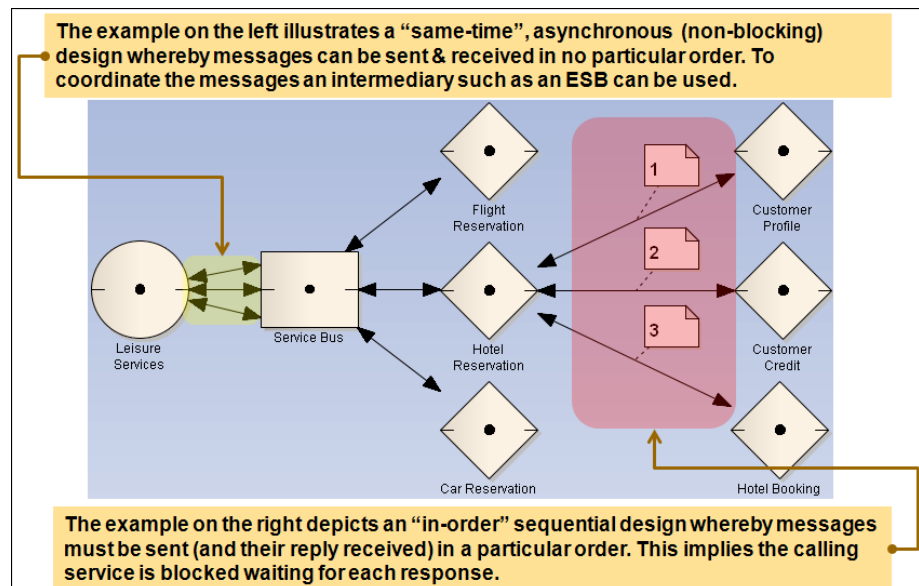 The example on the left illustrates a “same-time”, asynchronous (non-blocking)
design whereby messages can be sent & received in no particular order. To
coordinate the messages an intermediary such as an ESB can be used.
1
Flight
Reservation
Customer
Profile
2
Leisure
Services
Service Bus
Hotel
Reservation
3
Customer
Credit
Car Reservation
Hotel Booking
The example on the right depicts an “in-order” sequential design whereby messages
must be sent (and their reply received) in a particular order. This implies the calling
service is blocked waiting for each response.